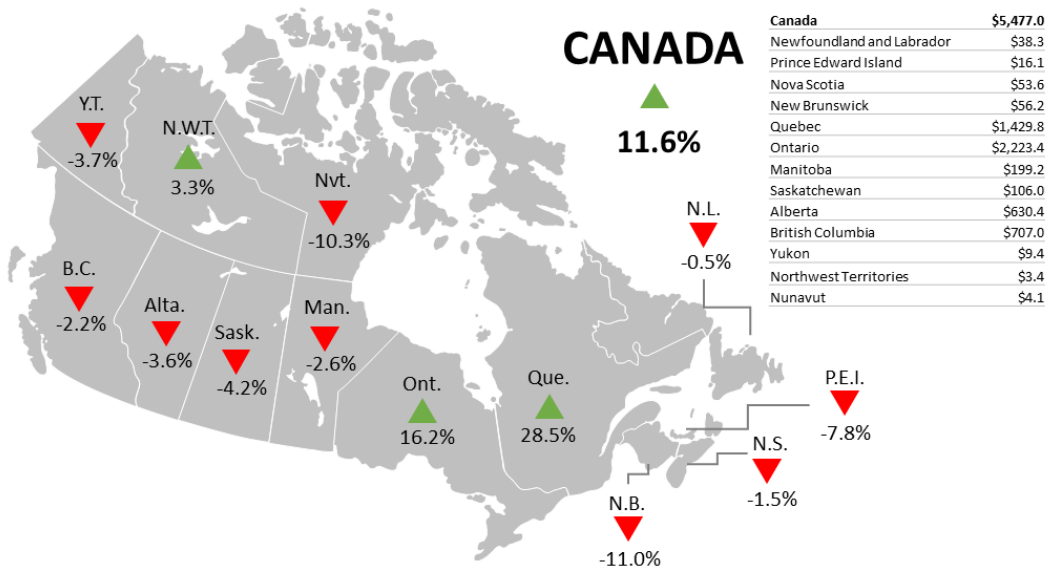 CANADA
11.6%
Canada $5,477.0
Newfoundland and Labrador $38.3
Prince Edward Island $16.1
Nova Scotia $53.6
New Brunswick $56.2
Quebec $1,429.8
Ontario $2,223.4
Manitoba $199.2
Saskatchewan $106.0
Alberta $630.4
British Columbia $707.0
Yukon $9.4
Northwest Territories $3.4
Nunavut $4.1
Y.T.
-3.7%
N.W.T.
3.3%
Nvt.
-10.3%
N.L.
-0.5%
B.C.
-2.2%
Alta.
-3.6%
Sask.
-4.2%
Man.
-2.6%
Ont.
16.2%
Que.
28.5%
P.E.I.
-7.8%
N.S.
-1.5%
N.B.
-11.0%